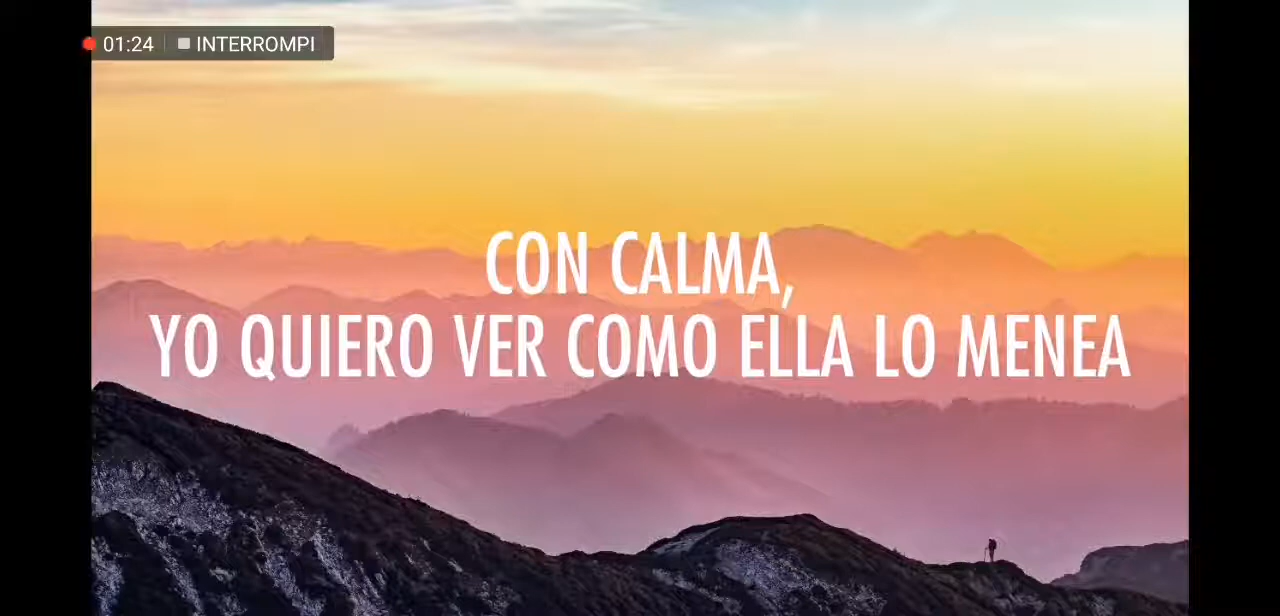 01:24 INTERROMPI
CON CALMA,
YO QUIERO VER COMO ELLA LO MENEA